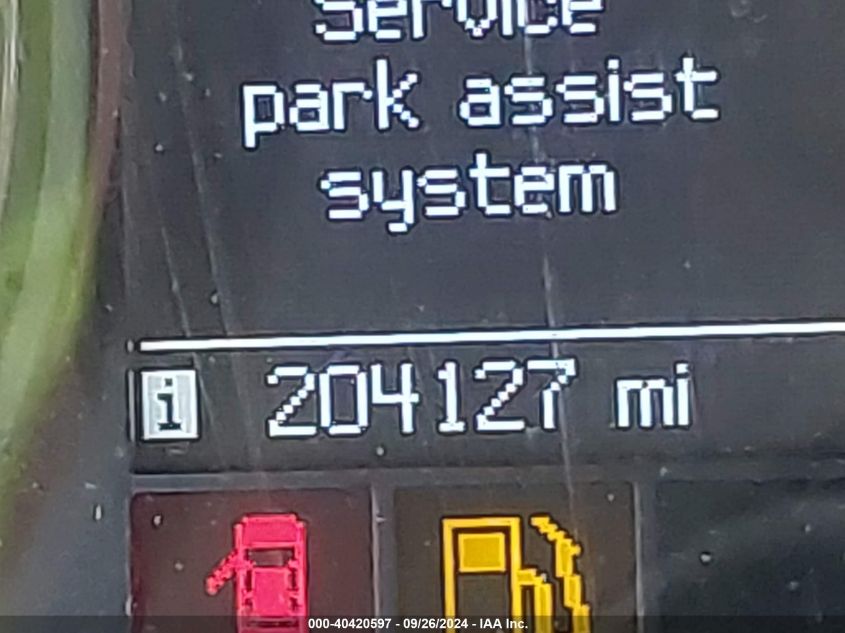 Service
park assist
system
i 204127 mi
000-40420597 - 09/26/2024 - IAA Inc.